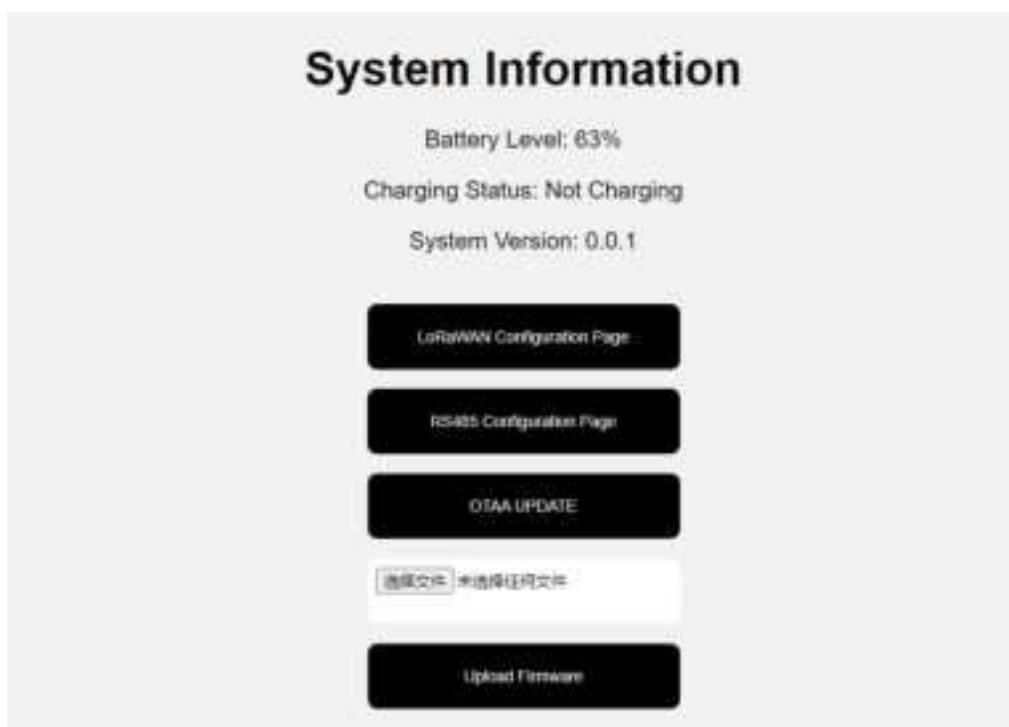 System Information
Battery Level: 63%
Charging Status: Not Charging
System Version: 0.0.1
LoRaWAN Configuration Page
RS485 Configuration Page
OTAA UPDATE
选择文件 未选择任何文件
Upload Firmware